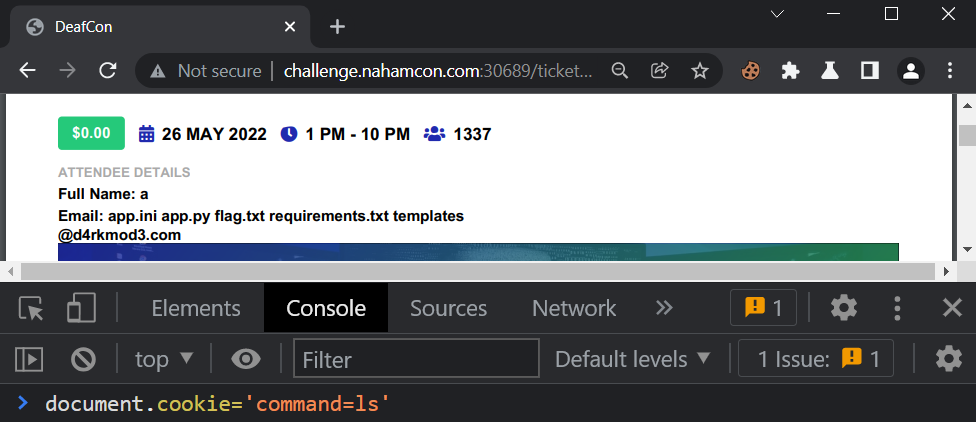 DeafCon
Not secure | challenge.nahamcon.com:30689/ticket...
$0.00 26 MAY 2022 1 PM - 10 PM 1337
ATTENDEE DETAILS
Full Name: a
Email: app.ini app.py flag.txt requirements.txt templates
@d4rkmod3.com
Elements Console Sources Network » 1
top ▼ Filter Default levels ▼ 1 Issue: 1
> document.cookie='command=ls'